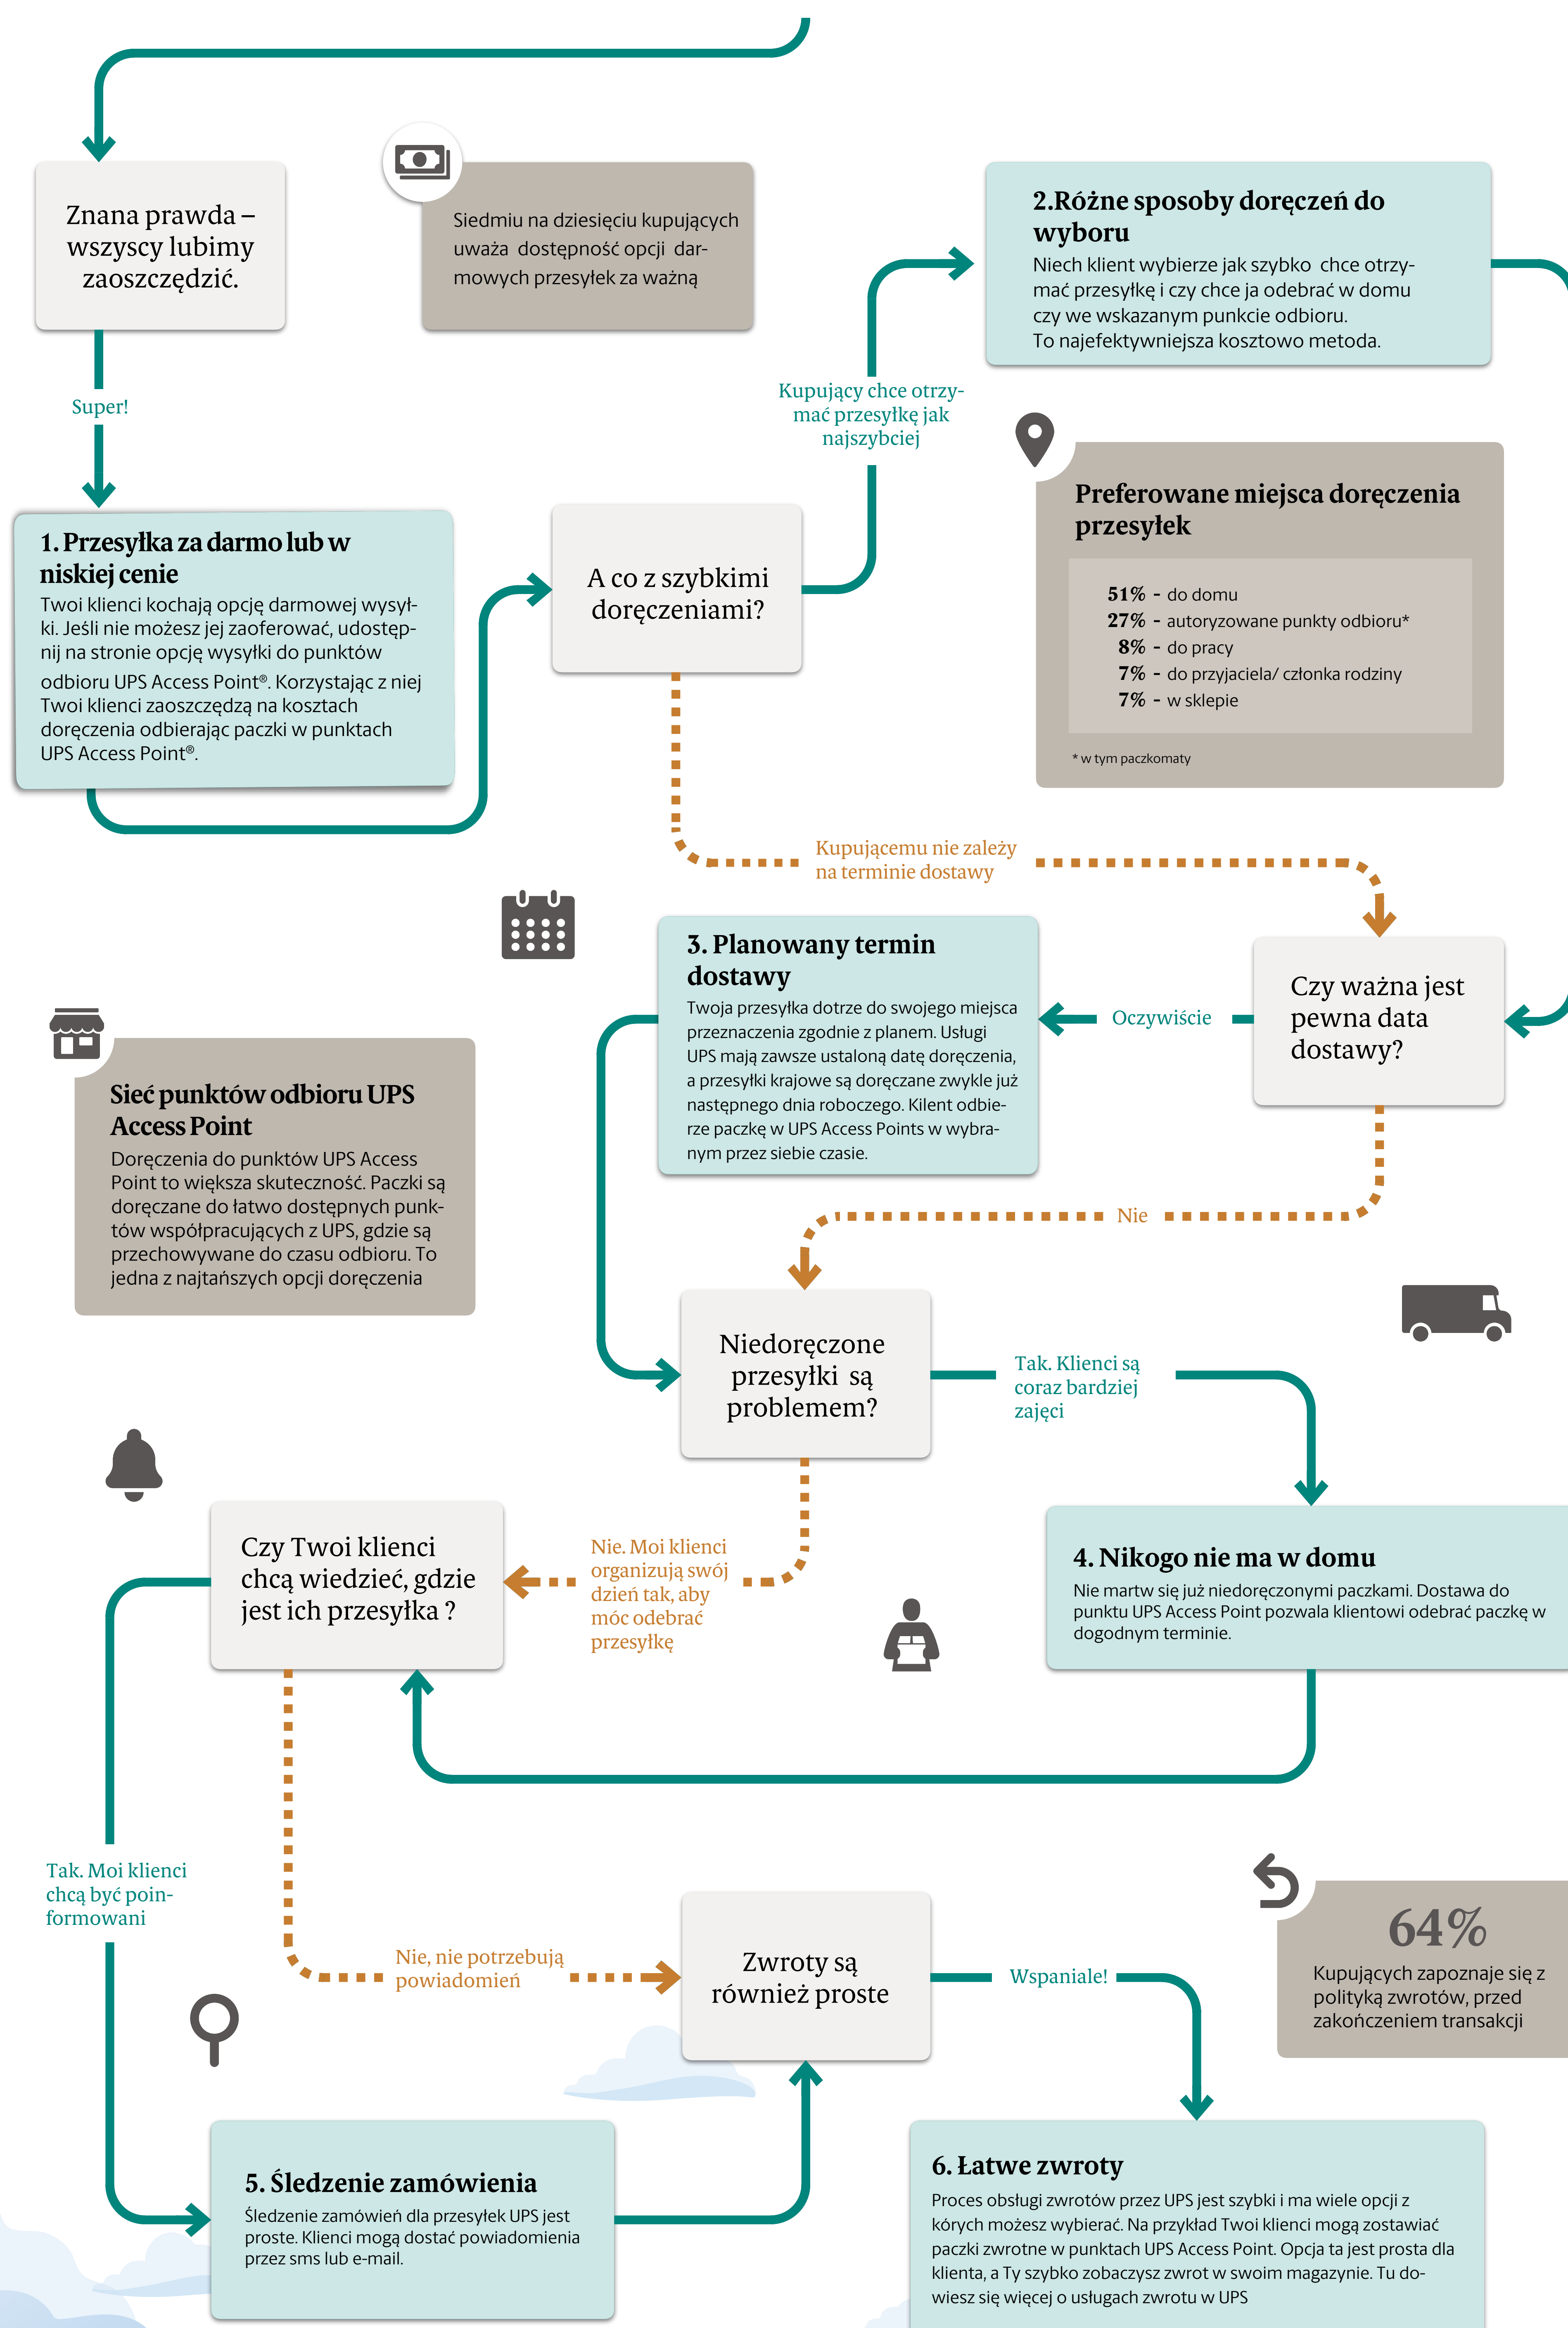 Znana prawda –
wszyscy lubimy
zaoszczędzić.
Siedmiu na dziesięciu kupujących
uważa dostępność opcji dar-
mowych przesyłek za ważną
2.Różne sposoby doręczeń do
wyboru
Niech klient wybierze jak szybko chce otrzy-
mać przesyłkę i czy chce ja odebrać w domu
czy we wskazanym punkcie odbioru.
To najefektywniejsza kosztowo metoda.
Super!
Kupujący chce otrzy-
mać przesyłkę jak
najszybciej
1. Przesyłka za darmo lub w
niskiej cenie
Twoi klienci kochają opcję darmowej wysył-
ki. Jeśli nie możesz jej zaoferować, udostęp-
nij na stronie opcję wysyłki do punktów
odbioru UPS Access Point®. Korzystając z niej
Twoi klienci zaoszczędzą na kosztach
doręczenia odbierając paczki w punktach
UPS Access Point®.
A co z szybkimi
doręczeniami?
Preferowane miejsca doręczenia
przesyłek
51% - do domu
27% - autoryzowane punkty odbioru*
8% - do pracy
7% - do przyjaciela/ członka rodziny
7% - w sklepie
* w tym paczkomaty
Kupującemu nie zależy
na terminie dostawy
3. Planowany termin
dostawy
Twoja przesyłka dotrze do swojego miejsca
przeznaczenia zgodnie z planem. Usługi
UPS mają zawsze ustaloną datę doręczenia,
a przesyłki krajowe są doręczane zwykle już
następnego dnia roboczego. Kilent odbie-
rze paczkę w UPS Access Points w wybra-
nym przez siebie czasie.
Oczywiście
Czy ważna jest
pewna data
dostawy?
Sieć punktów odbioru UPS
Access Point
Doręczenia do punktów UPS Access
Point to większa skuteczność. Paczki są
doręczane do łatwo dostępnych punk-
tów współpracujących z UPS, gdzie są
przechowywane do czasu odbioru. To
jedna z najtańszych opcji doręczenia
Nie
Niedoręczone
przesyłki są
problemem?
Tak. Klienci są
coraz bardziej
zajęci
Czy Twoi klienci
chcą wiedzieć, gdzie
jest ich przesyłka ?
Nie. Moi klienci
organizują swój
dzień tak, aby
móc odebrać
przesyłkę
4. Nikogo nie ma w domu
Nie martw się już niedoręczonymi paczkami. Dostawa do
punktu UPS Access Point pozwala klientowi odebrać paczkę w
dogodnym terminie.
Tak. Moi klienci
chcą być poin-
formowani
Nie, nie potrzebują
powiadomień
Zwroty są
również proste
Wspaniale!
64%
Kupujących zapoznaje się z
polityką zwrotów, przed
zakończeniem transakcji
5. Śledzenie zamówienia
Śledzenie zamówień dla przesyłek UPS jest
proste. Klienci mogą dostać powiadomienia
przez sms lub e-mail.
6. Łatwe zwroty
Proces obsługi zwrotów przez UPS jest szybki i ma wiele opcji z
kórych możesz wybierać. Na przykład Twoi klienci mogą zostawiać
paczki zwrotne w punktach UPS Access Point. Opcja ta jest prosta dla
klienta, a Ty szybko zobaczysz zwrot w swoim magazynie. Tu do-
wiesz się więcej o usługach zwrotu w UPS